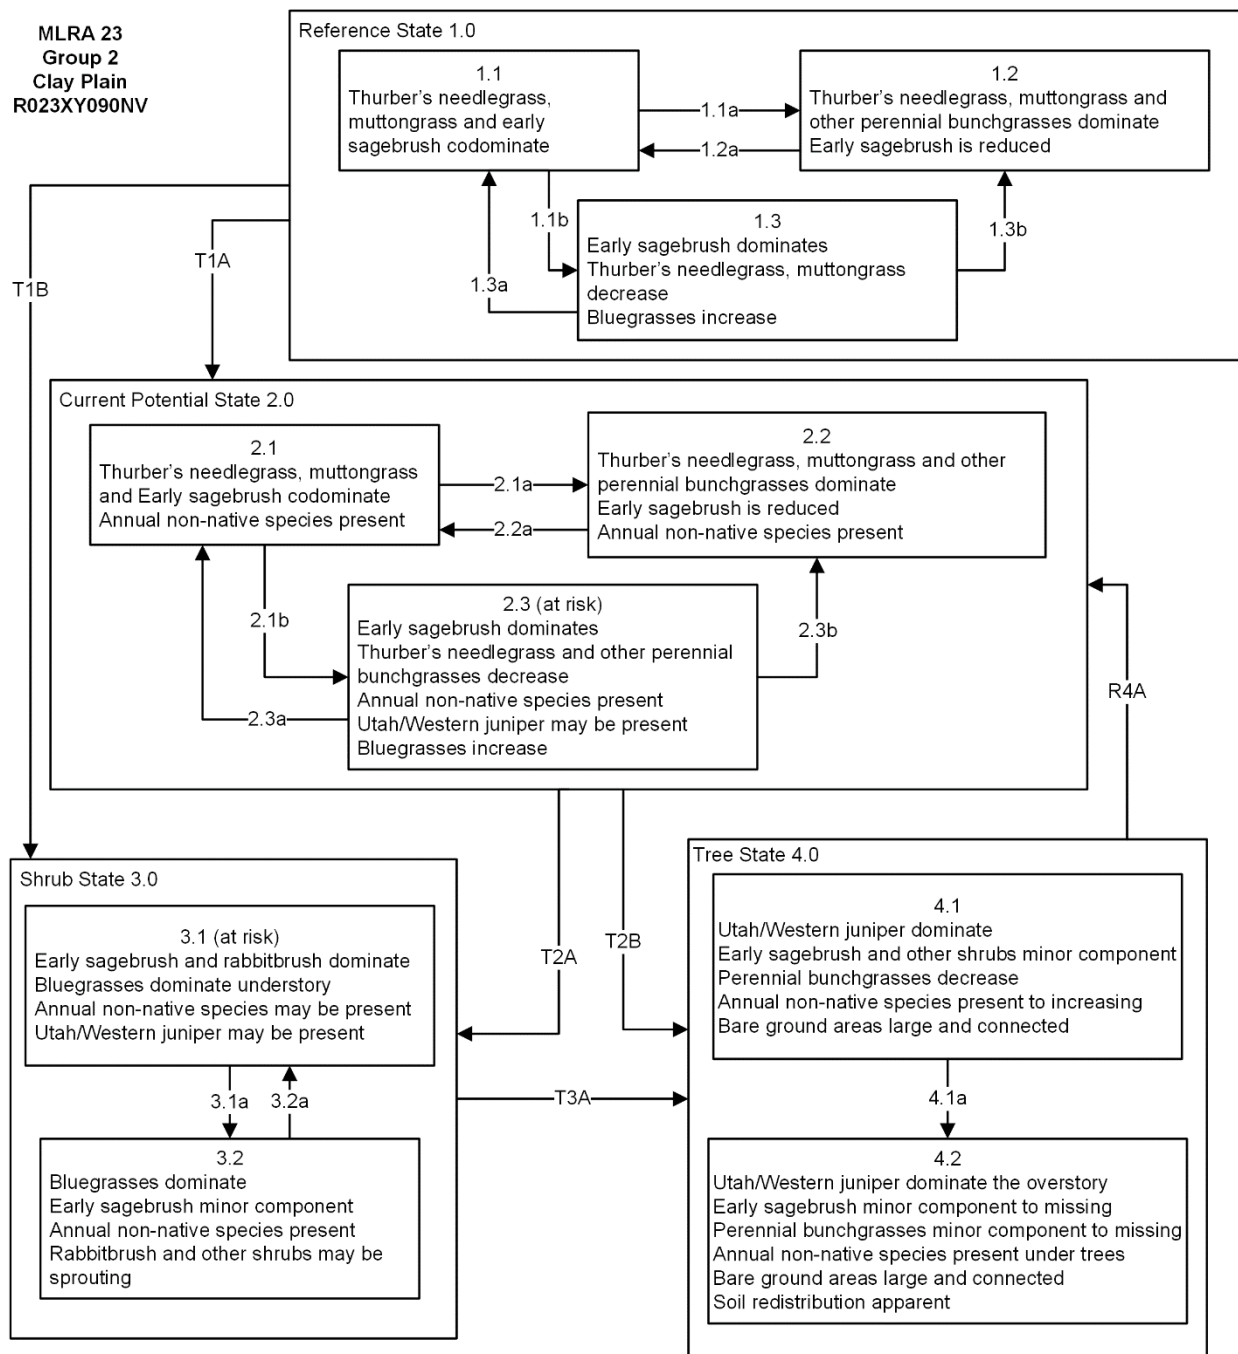 MLRA 23
Group 2
Clay Plain
R023XY090NV
Reference State 1.0
1.1
Thurber's needlegrass,
muttongrass and early
sagebrush codominate
1.1a
1.2a
1.2
Thurber's needlegrass, muttongrass and
other perennial bunchgrasses dominate
Early sagebrush is reduced
1.1b
1.3a
1.3
Early sagebrush dominates
Thurber's needlegrass, muttongrass
decrease
Bluegrasses increase
1.3b
T1B
T1A
Current Potential State 2.0
2.1
Thurber's needlegrass, muttongrass
and Early sagebrush codominate
Annual non-native species present
2.1a
2.2a
2.2
Thurber's needlegrass, muttongrass and other
perennial bunchgrasses dominate
Early sagebrush is reduced
Annual non-native species present
2.1b
2.3a
2.3 (at risk)
Early sagebrush dominates
Thurber's needlegrass and other perennial
bunchgrasses decrease
Annual non-native species present
Utah/Western juniper may be present
Bluegrasses increase
2.3b
R4A
T2A
T2B
Shrub State 3.0
3.1 (at risk)
Early sagebrush and rabbitbrush dominate
Bluegrasses dominate understory
Annual non-native species may be present
Utah/Western juniper may be present
3.1a
3.2a
3.2
Bluegrasses dominate
Early sagebrush minor component
Annual non-native species present
Rabbitbrush and other shrubs may be
sprouting
T3A
Tree State 4.0
4.1
Utah/Western juniper dominate
Early sagebrush and other shrubs minor component
Perennial bunchgrasses decrease
Annual non-native species present to increasing
Bare ground areas large and connected
4.1a
4.2
Utah/Western juniper dominate the overstory
Early sagebrush minor component to missing
Perennial bunchgrasses minor component to missing
Annual non-native species present under trees
Bare ground areas large and connected
Soil redistribution apparent